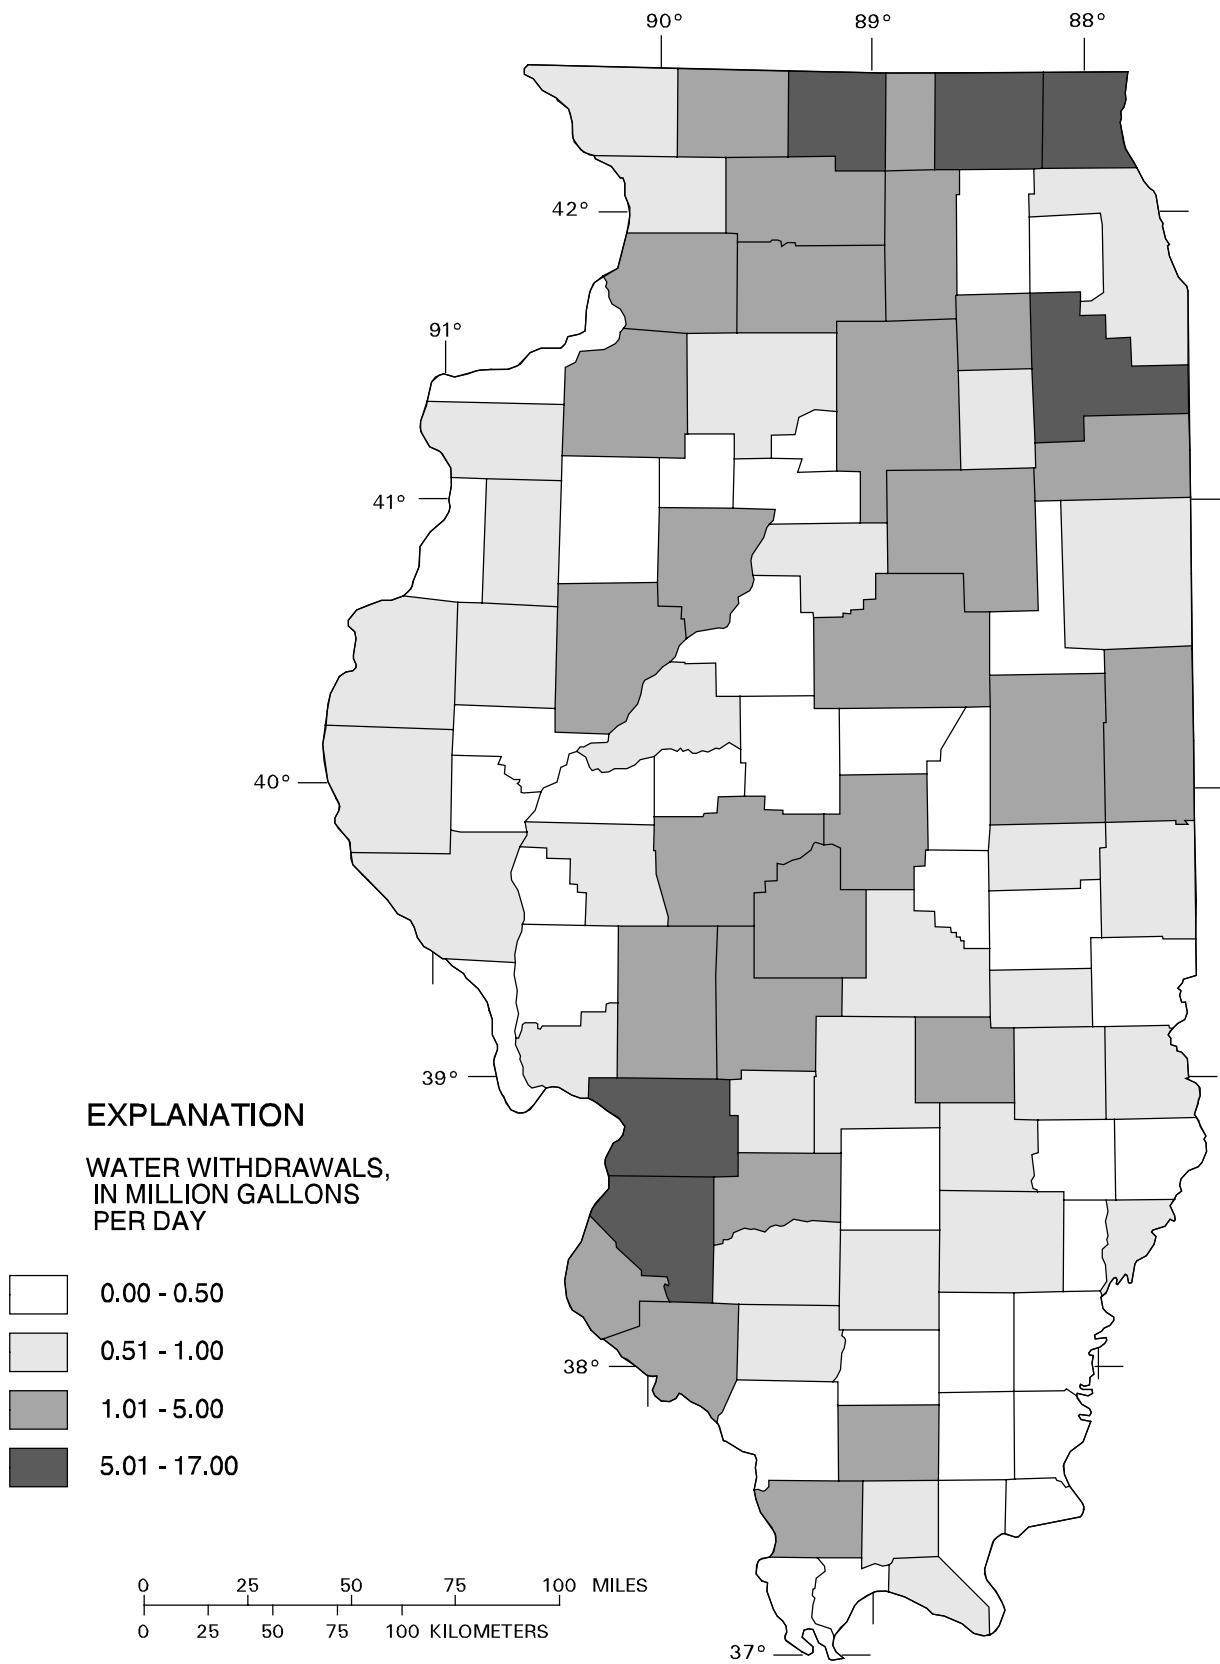 90°
89°
88°
42°
91°
41°
40°
39°
EXPLANATION
WATER WITHDRAWALS,
IN MILLION GALLONS
PER DAY
0.00 - 0.50
0.51 - 1.00
1.01 - 5.00
5.01 - 17.00
38°
0 25 50 75 100 MILES
0 25 50 75 100 KILOMETERS
37°